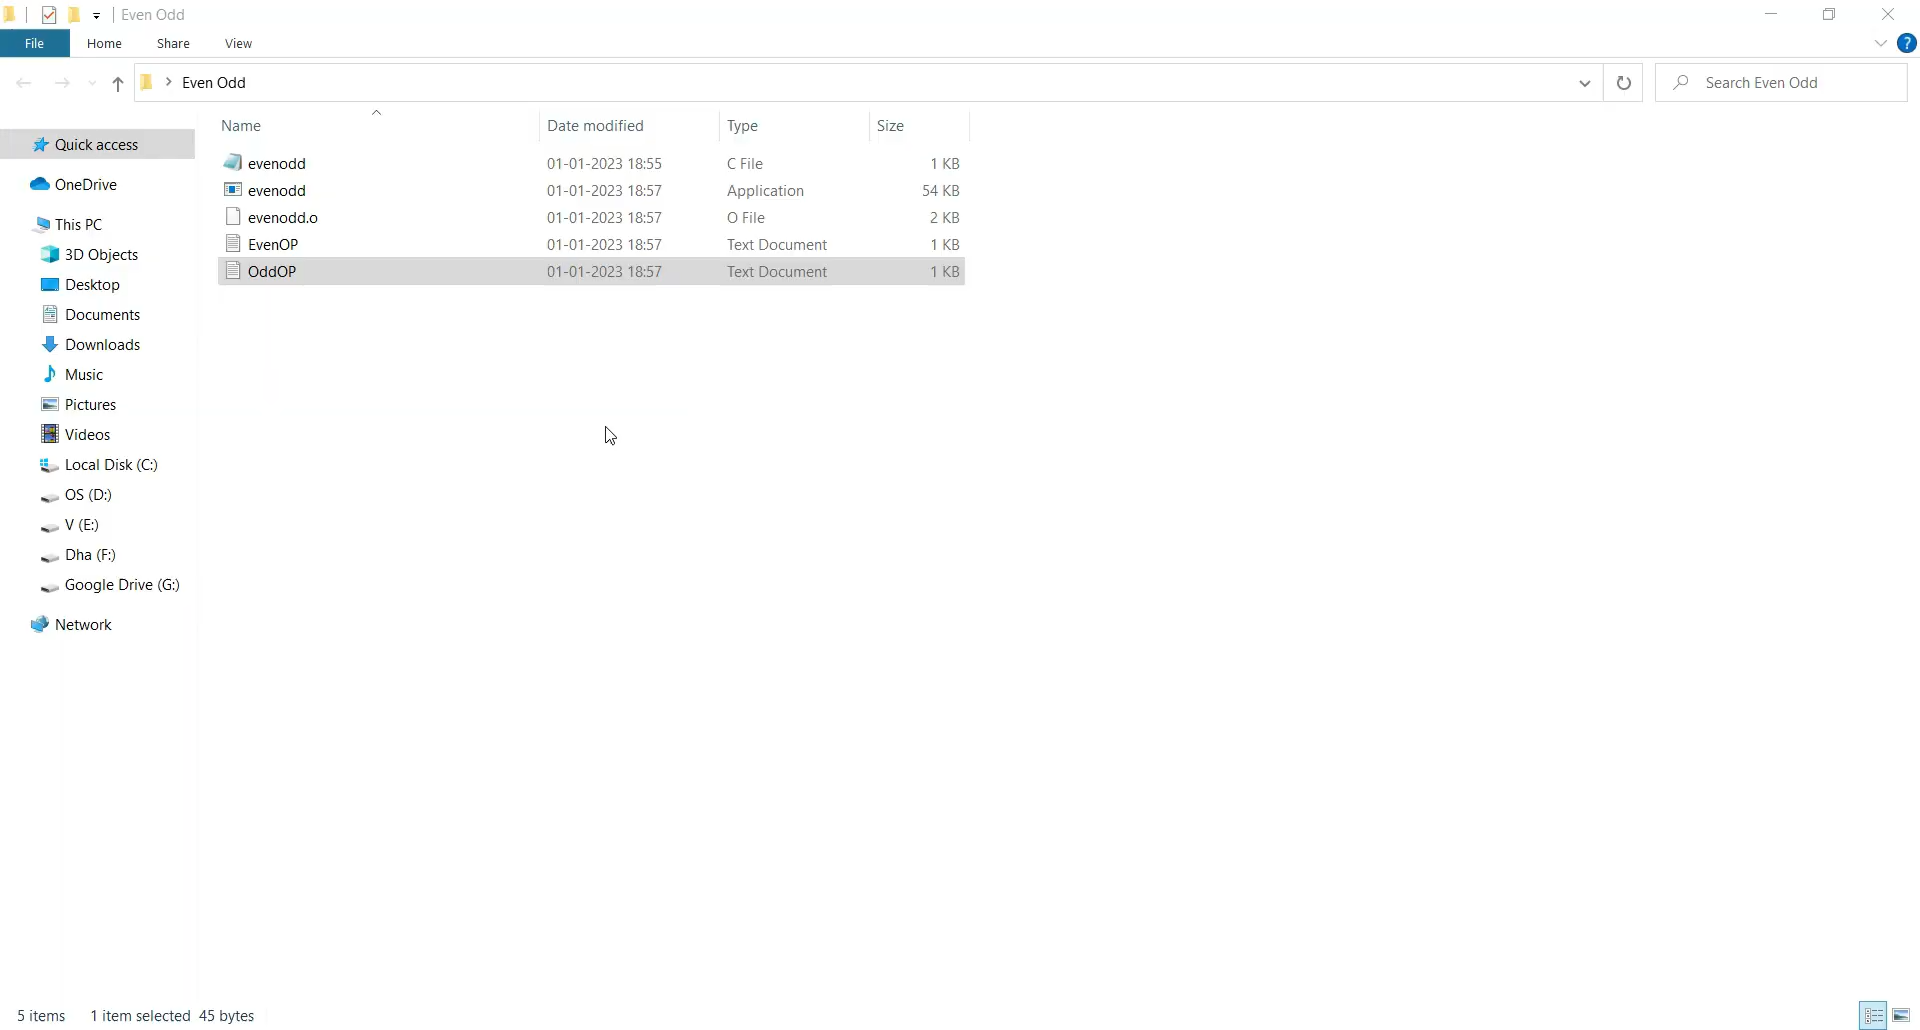 Even Odd
File Home Share View
Even Odd
Search Even Odd
Name Date modified Type Size
Quick access
OneDrive
This PC
3D Objects
Desktop
Documents
Downloads
Music
Pictures
Videos
Local Disk (C:)
OS (D:)
V (E:)
Dha (F:)
Google Drive (G:)
Network
evenodd 01-01-2023 18:55 C File 1 KB
evenodd 01-01-2023 18:57 Application 54 KB
evenodd.o 01-01-2023 18:57 O File 2 KB
EvenOP 01-01-2023 18:57 Text Document 1 KB
OddOP 01-01-2023 18:57 Text Document 1 KB
5 items 1 item selected 45 bytes